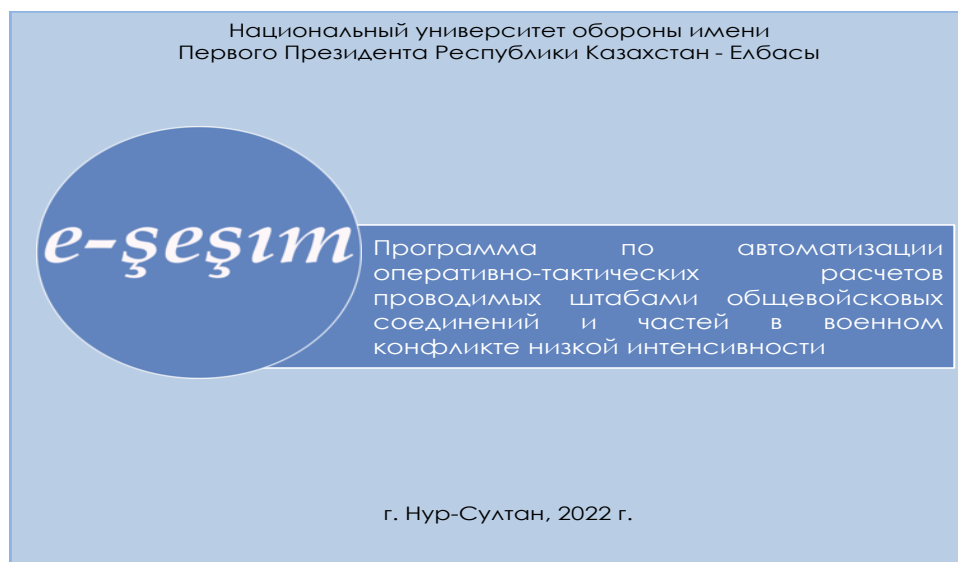 Национальный университет обороны имени
Первого Президента Республики Казахстан - Елбасы
e-şeşım
Программа по автоматизации
оперативно-тактических расчетов
проводимых штабами общевойсковых
соединений и частей в военном
конфликте низкой интенсивности
г. Нур-Султан, 2022 г.